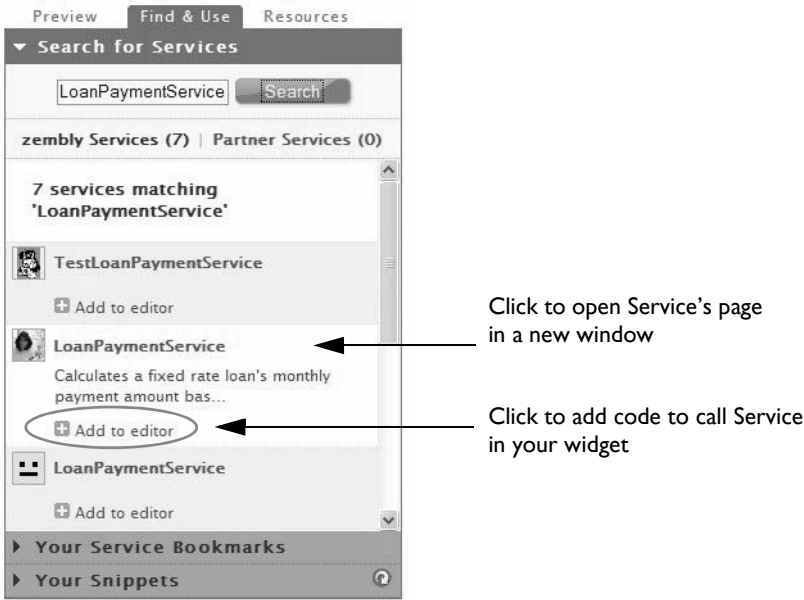 Preview Find & Use Resources
Search for Services
LoanPaymentService Search
zembly Services (7) | Partner Services (0)
7 services matching
'LoanPaymentService'
TestLoanPaymentService
Add to editor
LoanPaymentService
Calculates a fixed rate loan's monthly
payment amount bas...
Add to editor
LoanPaymentService
Add to editor
Your Service Bookmarks
Your Snippets
Click to open Service's page
in a new window
Click to add code to call Service
in your widget